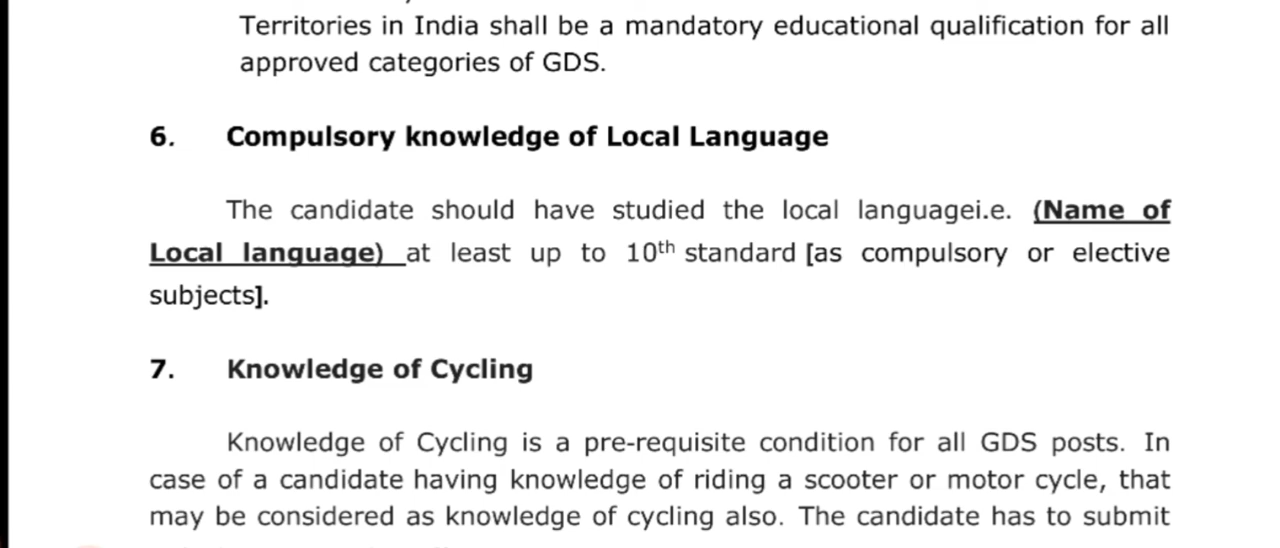 Territories in India shall be a mandatory educational qualification for all
approved categories of GDS.
6. Compulsory knowledge of Local Language
The candidate should have studied the local languagei.e. (Name of
Local language) at least up to 10th standard [as compulsory or elective
subjects].
7. Knowledge of Cycling
Knowledge of Cycling is a pre-requisite condition for all GDS posts. In
case of a candidate having knowledge of riding a scooter or motor cycle, that
may be considered as knowledge of cycling also. The candidate has to submit